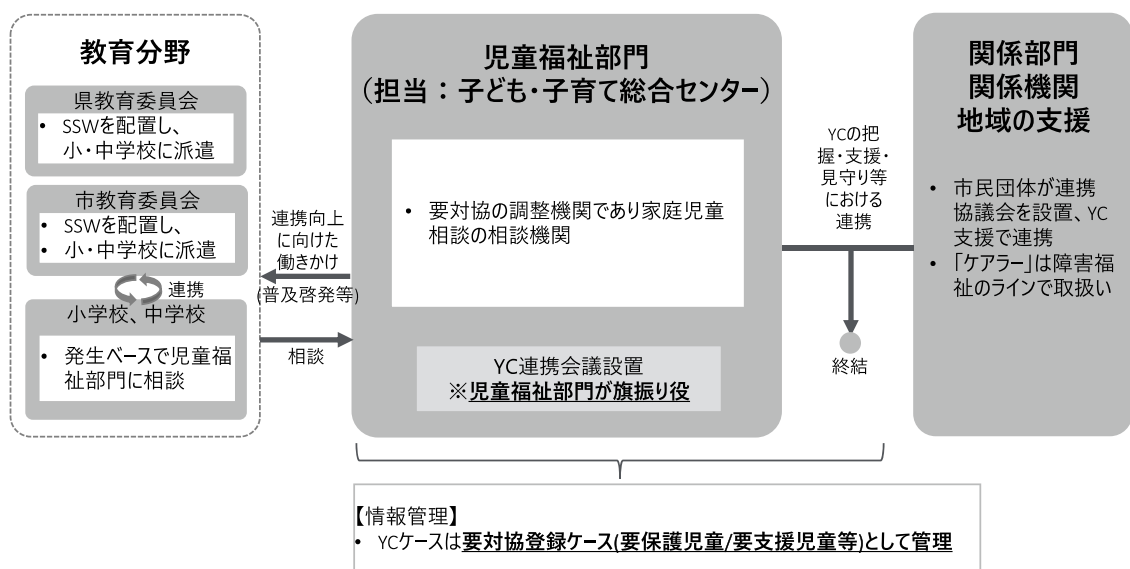 教育分野
県教育委員会
• SSWを配置し、
小・中学校に派遣
市教育委員会
• SSWを配置し、
• 小・中学校に派遣
連携
小学校、中学校
• 発生ベースで児童福
祉部門に相談
連携向上
に向けた
働きかけ
(普及啓発等)
相談
児童福祉部門
(担当：子ども・子育て総合センター)
• 要対協の調整機関であり家庭児童
相談の相談機関
YC連携会議設置
※児童福祉部門が旗振り役
YCの把
握・支援・
見守り等
における
連携
終結
関係部門
関係機関
地域の支援
• 市民団体が連携
協議会を設置、YC
支援で連携
• 「ケアラー」は障害福
祉のラインで取扱い
【情報管理】
• YCケースは要対協登録ケース(要保護児童/要支援児童等)として管理